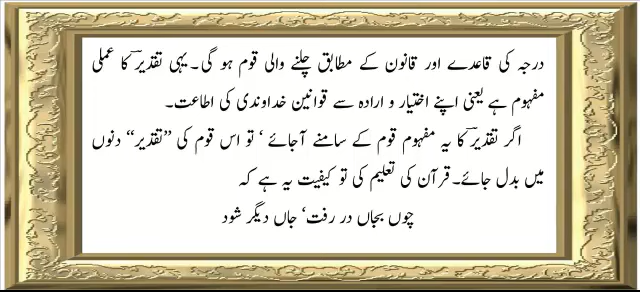 درجہ کی قاعدے اور قانون کے مطابق چلنے والی قوم ہو گی۔ یہی تقدیرؔ کا عملی
مفہوم ہے یعنی اپنے اختیار و ارادہ سے قوانین خداوندی کی اطاعت۔
اگر تقدیرؔ کا یہ مفہوم قوم کے سامنے آجائے ‘ تو اس قوم کی ”تقدیر“ دنوں
میں بدل جائے۔ قرآن کی تعلیم کی تو کیفیت یہ ہے کہ
چوں بجاں در رفت‘ جاں دیگر شود